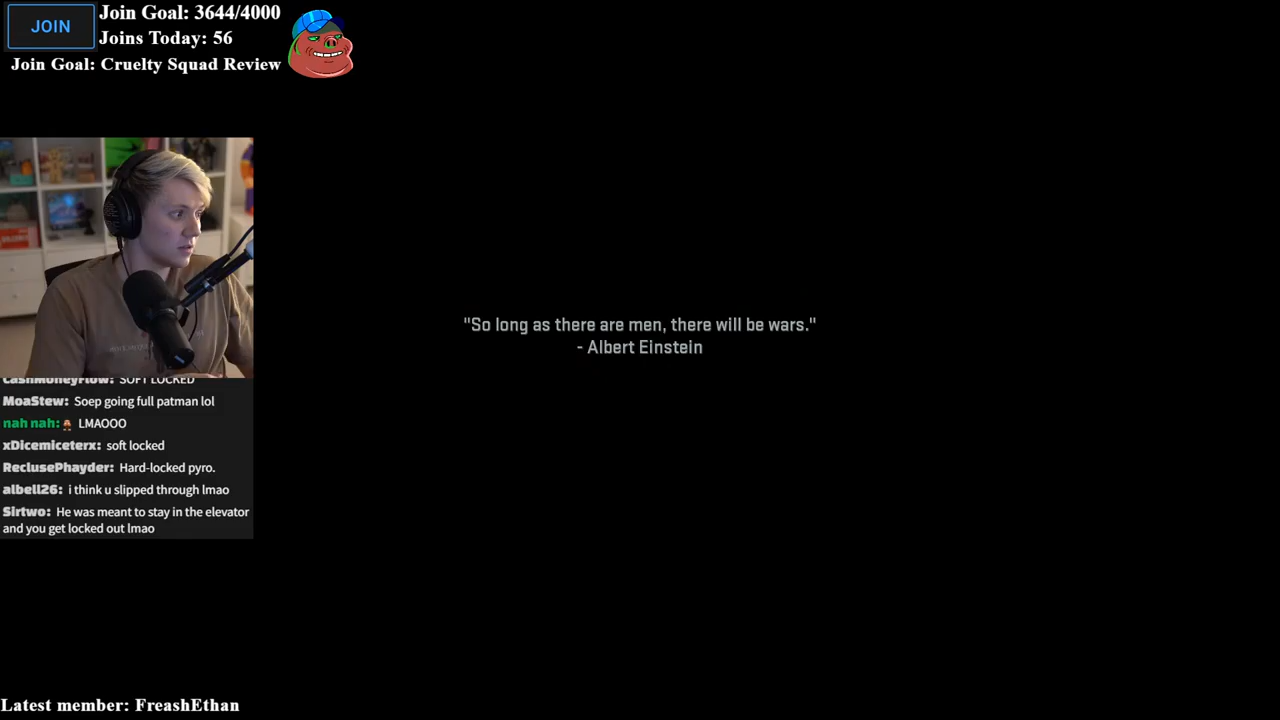 JOIN
Join Goal: 3644/4000
Joins Today: 56
Join Goal: Cruelty Squad Review
"So long as there are men, there will be wars."
- Albert Einstein
CashMoneyFlow: SOFT LOCKED
MoaStew: Soep going full patman lol
nah nah: LMAOOO
xDicemiceterx: soft locked
ReclusePhayder: Hard-locked pyro.
albell26: i think u slipped through lmao
Sirtwo: He was meant to stay in the elevator
and you get locked out lmao
Latest member: FreashEthan